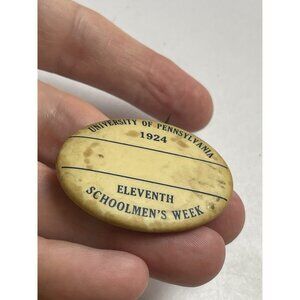 UNIVERSITY OF PENNSYLVANIA
1924
ELEVENTH
SCHOOLMEN'S WEEK